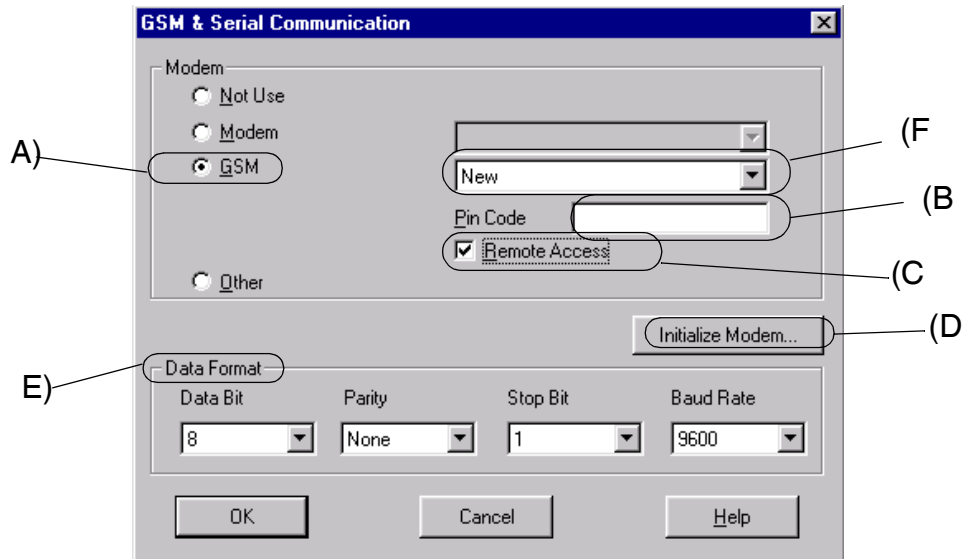 GSM & Serial Communication
Modem
Not Use
Modem
A)
GSM
(F
New
Pin Code
(B
Remote Access
(C
Other
Initialize Modem...
(D
E)
Data Format
Data Bit Parity Stop Bit Baud Rate
8 None 1 9600
OK Cancel Help